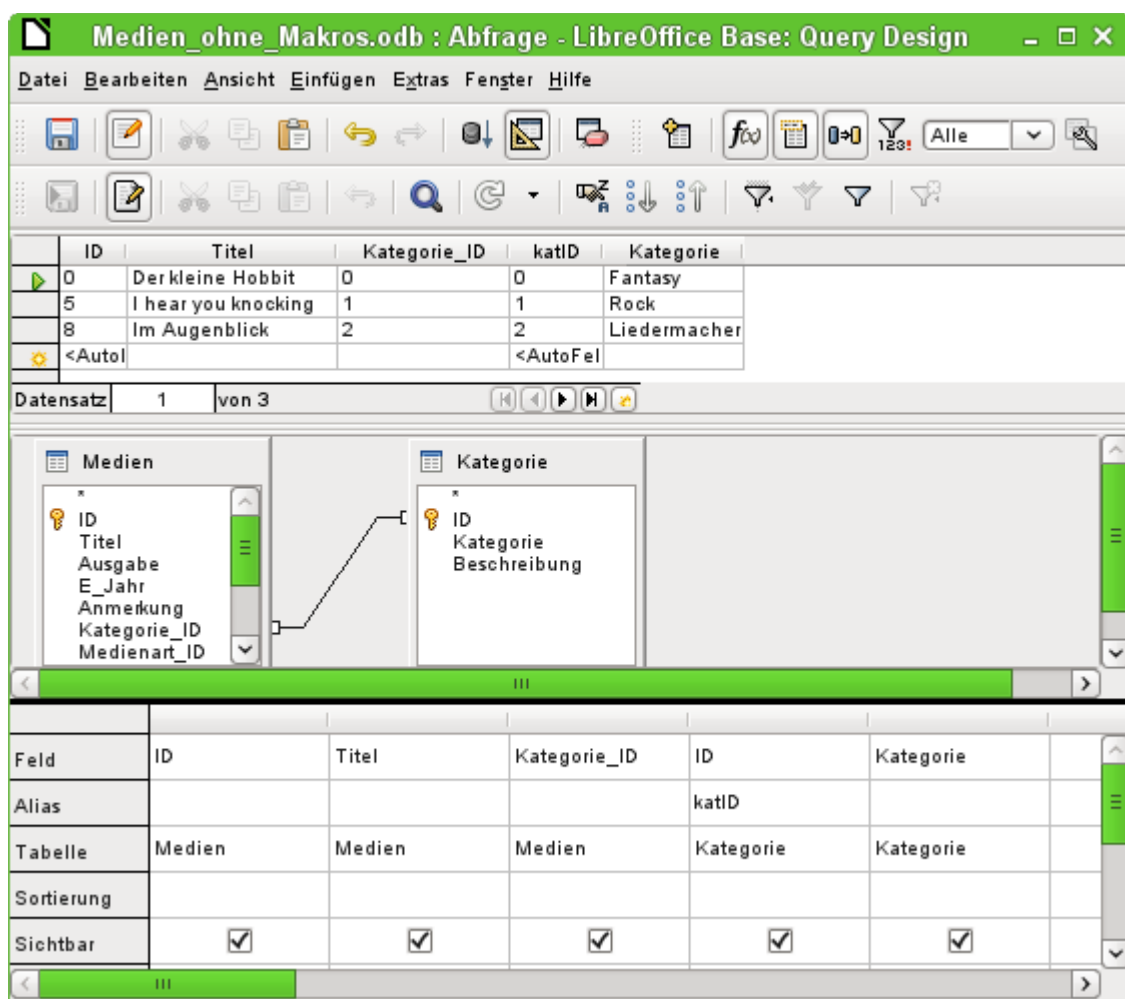 Medien_ohne_Makros.odb : Abfrage - LibreOffice Base: Query Design
Datei Bearbeiten Ansicht Einfügen Extras Fenster Hilfe
f(x) 123! Alle
Z A
ID Titel Kategorie_ID katID Kategorie
0 Der kleine Hobbit 0 0 Fantasy
5 I hear you knocking 1 1 Rock
8 Im Augenblick 2 2 Liedermacher
<AutoI <AutoFel
Datensatz 1 von 3
Medien Kategorie
* *
ID ID
Titel Kategorie
Ausgabe Beschreibung
E_Jahr
Anmerkung
Kategorie_ID
Medienart_ID
Feld ID Titel Kategorie_ID ID Kategorie
Alias katID
Tabelle Medien Medien Medien Kategorie Kategorie
Sortierung
Sichtbar